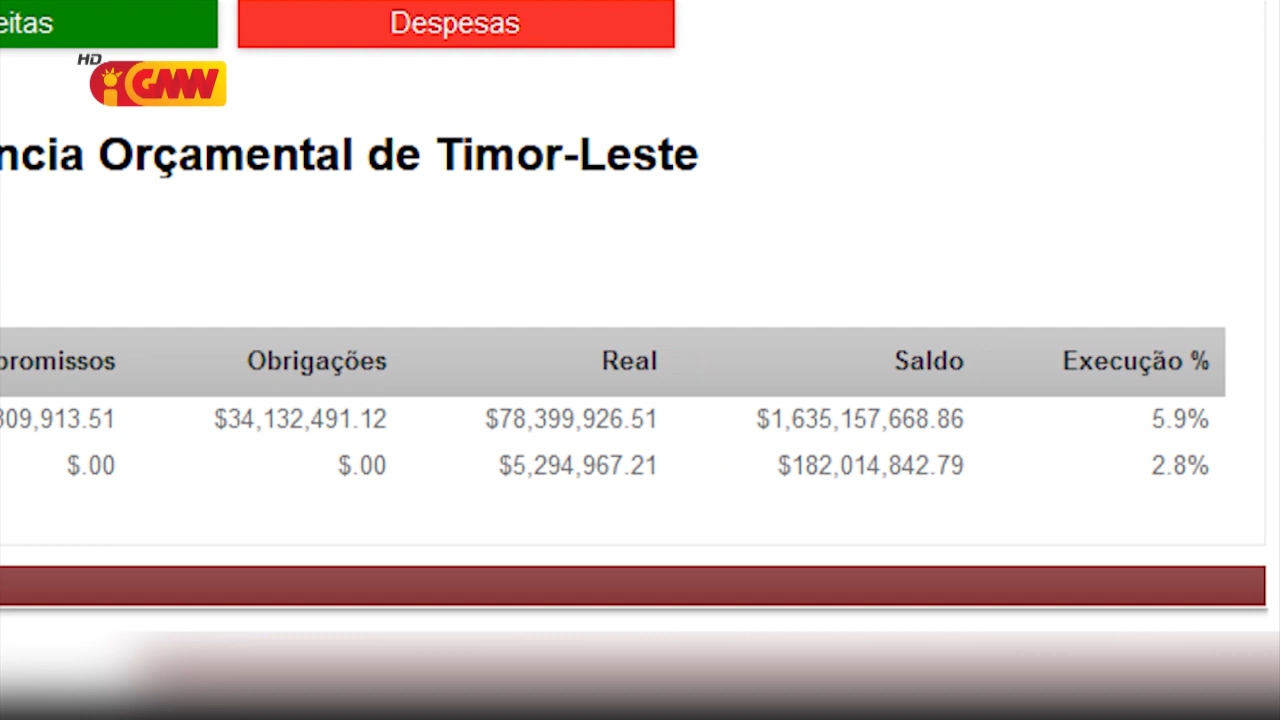 eitas Despesas
HD
GMN
ncia Orçamental de Timor-Leste
promissos Obrigações Real Saldo Execução %
309,913.51 $34,132,491.12 $78,399,926.51 $1,635,157,668.86 5.9%
$.00 $.00 $5,294,967.21 $182,014,842.79 2.8%